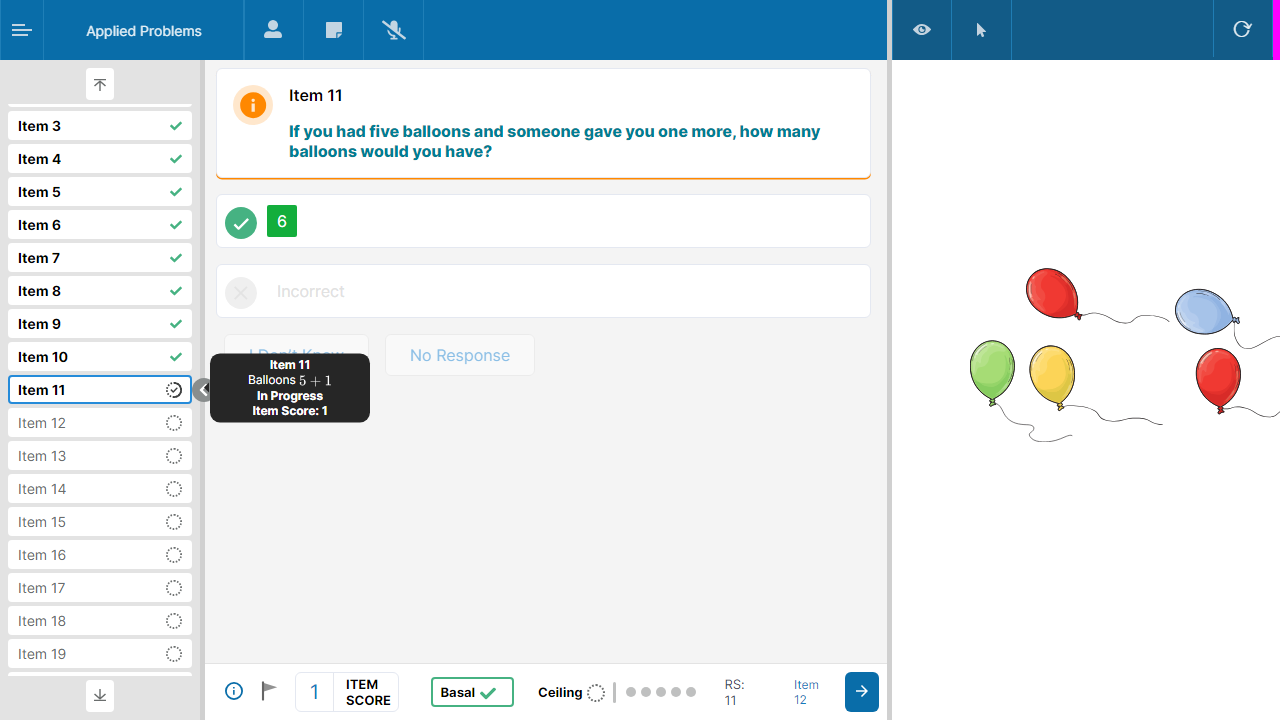 Applied Problems
Item 3
Item 4
Item 5
Item 6
Item 7
Item 8
Item 9
Item 10
Item 11
Item 12
Item 13
Item 14
Item 15
Item 16
Item 17
Item 18
Item 19
Item 11
If you had five balloons and someone gave you one more, how many
balloons would you have?
6
Incorrect
I Don't Know
No Response
Item 11
Balloons 5 + 1
In Progress
Item Score: 1
1
ITEM
SCORE
Basal
Ceiling
RS:
11
Item
12